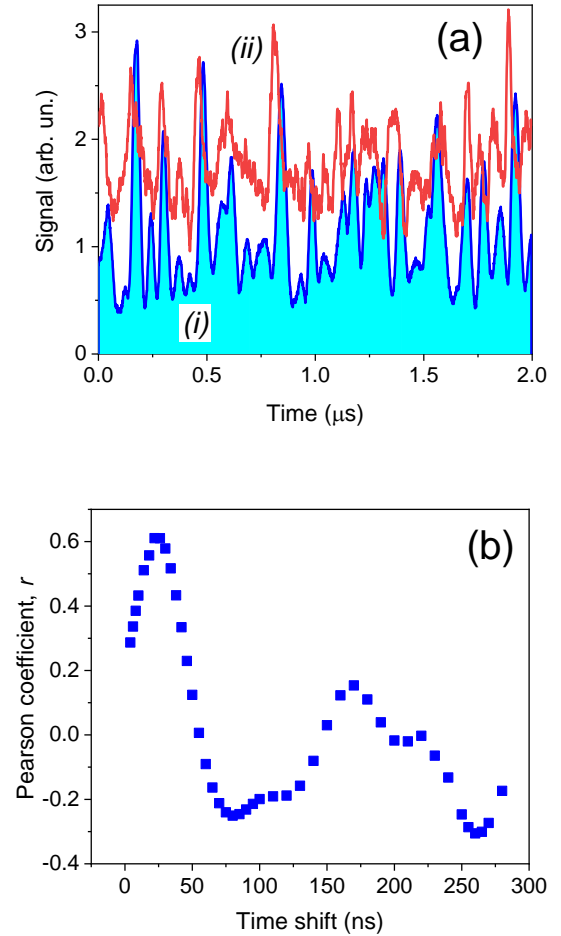 (a)
(ii)
(i)
3
2
1
0
Signal (arb. un.)
0.0 0.5 1.0 1.5 2.0
Time (μs)
(b)
0.6
0.4
0.2
0.0
-0.2
-0.4
Pearson coefficient, r
0 50 100 150 200 250 300
Time shift (ns)